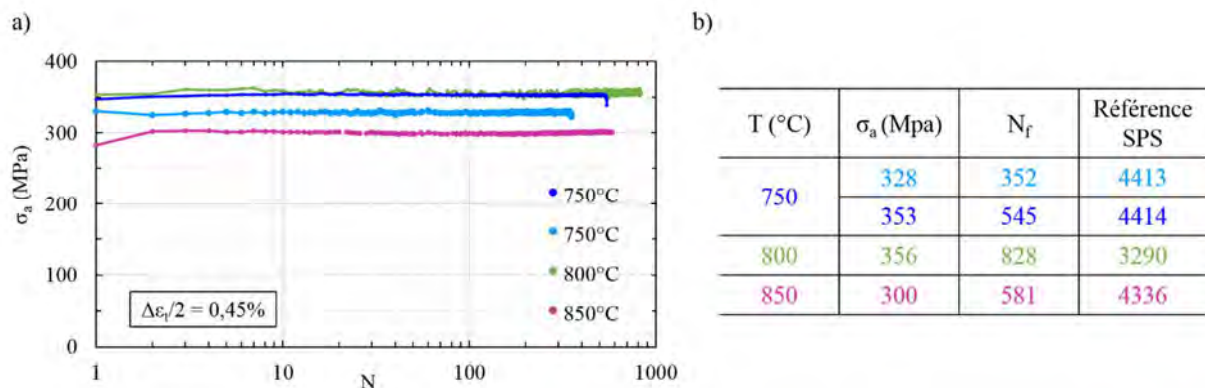 a)
400
300
200
100
0
σa (MPa)
750°C
750°C
800°C
850°C
Δεt/2 = 0,45%
1
10
100
1000
N
b)
T (°C) σa (Mpa) Nf Référence SPS
750 328 352 4413
353 545 4414
800 356 828 3290
850 300 581 4336